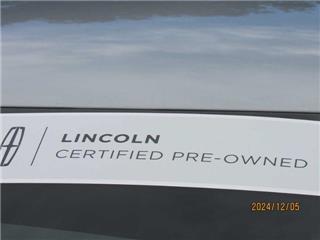 LINCOLN
CERTIFIED PRE-OWNED
2024/12/05